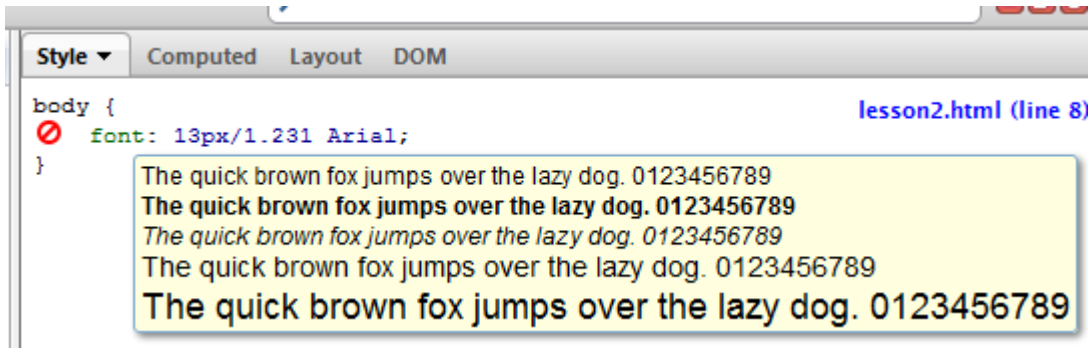 Style Computed Layout DOM
body { lesson2.html (line 8)
font: 13px/1.231 Arial;
}
The quick brown fox jumps over the lazy dog. 0123456789
The quick brown fox jumps over the lazy dog. 0123456789
The quick brown fox jumps over the lazy dog. 0123456789
The quick brown fox jumps over the lazy dog. 0123456789
The quick brown fox jumps over the lazy dog. 0123456789